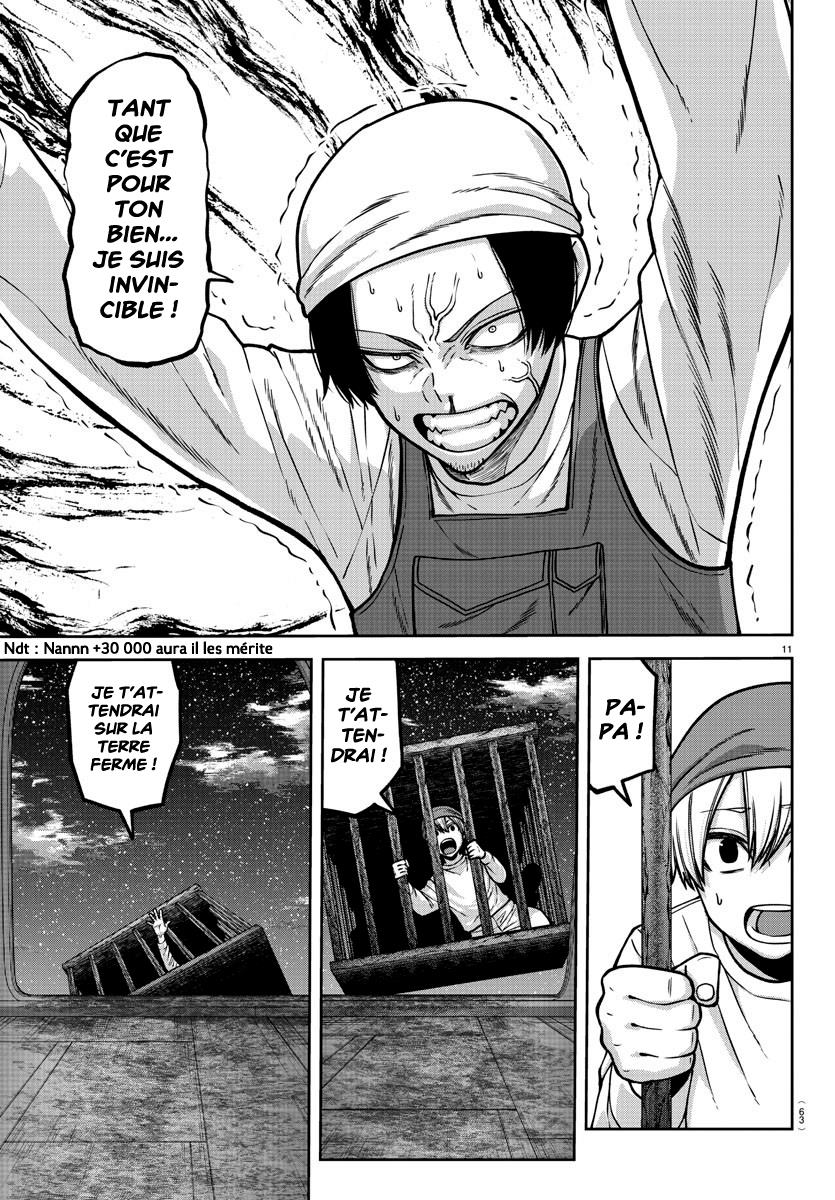 TANT
QUE
C'EST
POUR
TON
BIEN...
JE SUIS
INVIN-
CIBLE !
Ndt : Nannn +30 000 aura il les mérite
11
PA-
PA !
JE
T'AT-
TEN-
DRAI !
JE T'AT-
TENDRAI
SUR LA
TERRE
FERME !
(63)